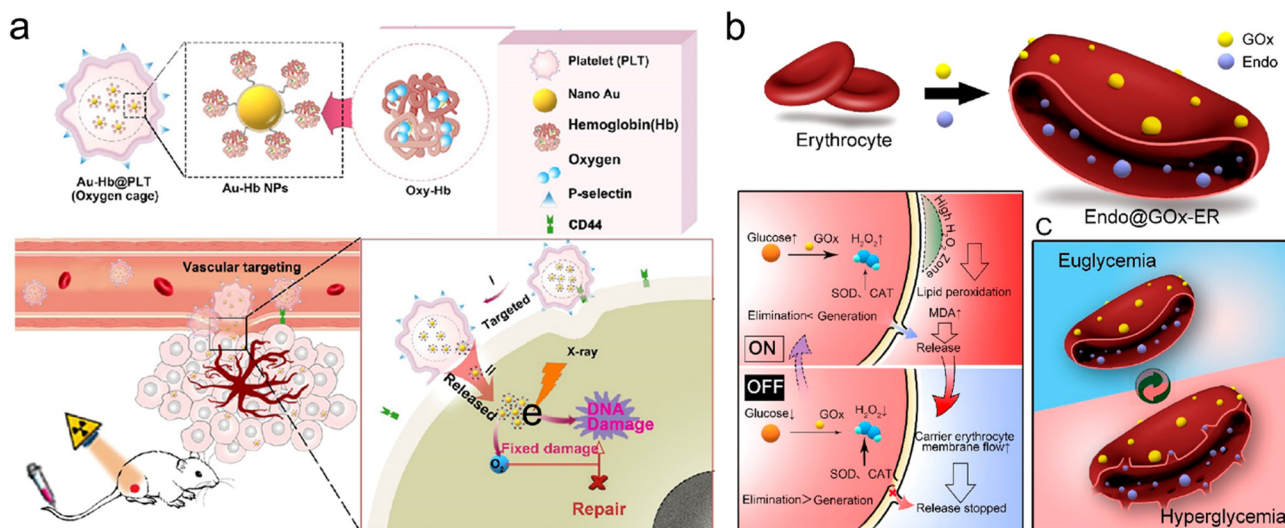 a
Platelet (PLT)
Nano Au
Hemoglobin(Hb)
Oxygen
P-selectin
CD44
Au-Hb@PLT
(Oxygen cage)
Au-Hb NPs
Oxy-Hb
Vascular targeting
I
Targeted
II
Released
X-ray
e
DNA
Damage
Fixed damage
O₂
Repair
b
GOx
Endo
Erythrocyte
Endo@GOx-ER
Glucose↑
GOx
H₂O₂↑
SOD、CAT
Elimination< Generation
High H₂O₂ Zone
Lipid peroxidation
MDA↑
Release
ON
OFF
Glucose↓
GOx
H₂O₂↓
SOD、CAT
Elimination> Generation
Carrier erythrocyte
membrane flow↑
Release stopped
C
Euglycemia
Hyperglycemia